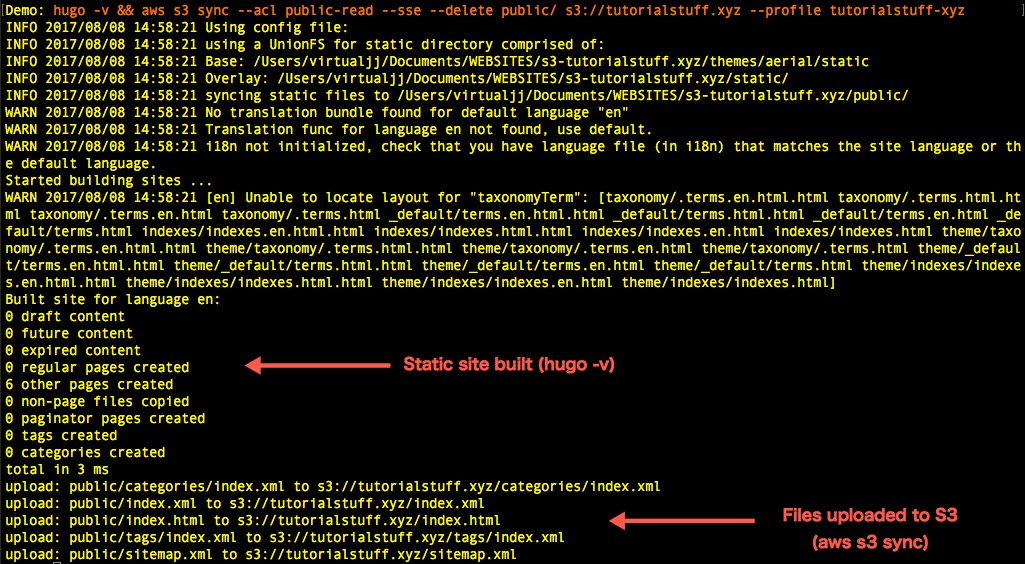 Demo: hugo -v && aws s3 sync --acl public-read --sse --delete public/ s3://tutorialstuff.xyz --profile tutorialstuff-xyz
INFO 2017/08/08 14:58:21 Using config file:
INFO 2017/08/08 14:58:21 using a UnionFS for static directory comprised of:
INFO 2017/08/08 14:58:21 Base: /Users/virtualjj/Documents/WEBSITES/s3-tutorialstuff.xyz/themes/aerial/static
INFO 2017/08/08 14:58:21 Overlay: /Users/virtualjj/Documents/WEBSITES/s3-tutorialstuff.xyz/static/
INFO 2017/08/08 14:58:21 syncing static files to /Users/virtualjj/Documents/WEBSITES/s3-tutorialstuff.xyz/public/
WARN 2017/08/08 14:58:21 No translation bundle found for default language "en"
WARN 2017/08/08 14:58:21 Translation func for language en not found, use default.
WARN 2017/08/08 14:58:21 i18n not initialized, check that you have language file (in i18n) that matches the site language or th
e default language.
Started building sites ...
WARN 2017/08/08 14:58:21 [en] Unable to locate layout for "taxonomyTerm": [taxonomy/.terms.en.html.html taxonomy/.terms.html.ht
ml taxonomy/.terms.en.html taxonomy/.terms.html _default/terms.en.html.html _default/terms.html.html _default/terms.en.html _de
fault/terms.html indexes/indexes.en.html.html indexes/indexes.html.html indexes/indexes.en.html indexes/indexes.html theme/taxo
nomy/.terms.en.html.html theme/taxonomy/.terms.html.html theme/taxonomy/.terms.en.html theme/taxonomy/.terms.html theme/_defaul
t/terms.en.html.html theme/_default/terms.html.html theme/_default/terms.en.html theme/_default/terms.html theme/indexes/indexe
s.en.html.html theme/indexes/indexes.html.html theme/indexes/indexes.en.html theme/indexes/indexes.html]
Built site for language en:
0 draft content
0 future content
0 expired content
0 regular pages created
Static site built (hugo -v)
6 other pages created
0 non-page files copied
0 paginator pages created
0 tags created
0 categories created
total in 3 ms
upload: public/categories/index.xml to s3://tutorialstuff.xyz/categories/index.xml
upload: public/index.xml to s3://tutorialstuff.xyz/index.xml
upload: public/index.html to s3://tutorialstuff.xyz/index.html
upload: public/tags/index.xml to s3://tutorialstuff.xyz/tags/index.xml
upload: public/sitemap.xml to s3://tutorialstuff.xyz/sitemap.xml
Files uploaded to S3
(aws s3 sync)